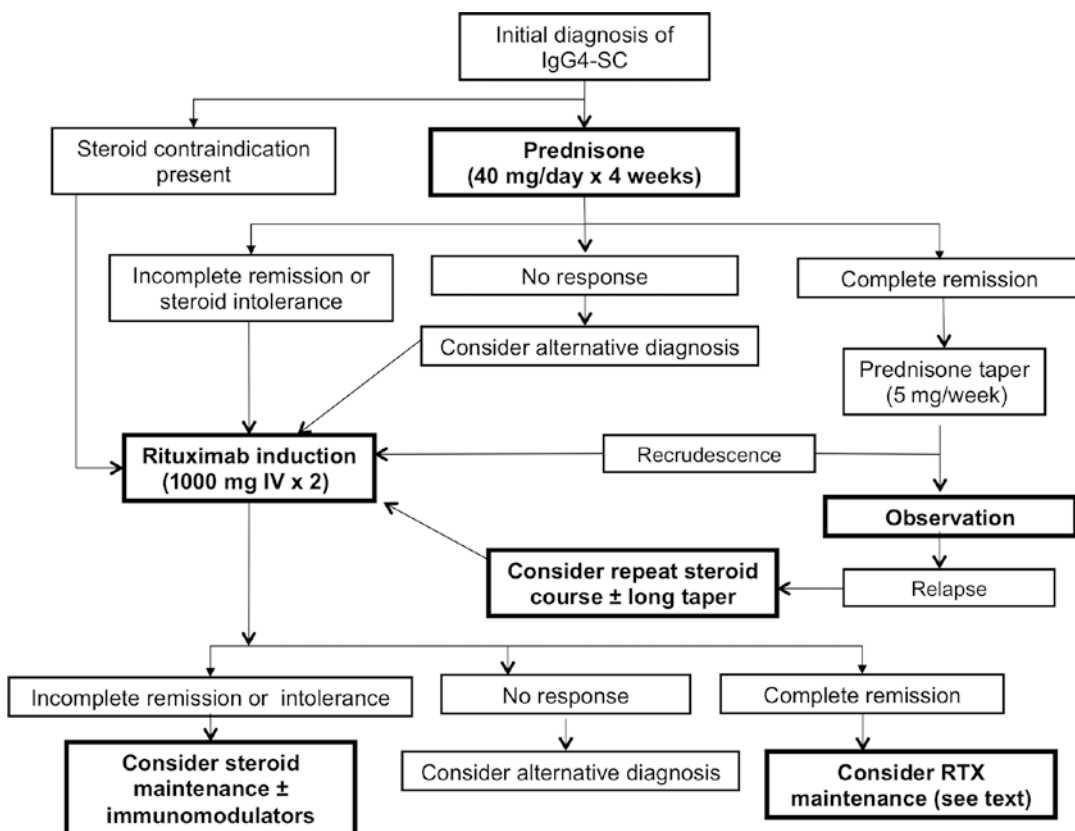 Initial diagnosis of
IgG4-SC
Steroid contraindication
present
Prednisone
(40 mg/day x 4 weeks)
Incomplete remission or
steroid intolerance
No response
Complete remission
Consider alternative diagnosis
Prednisone taper
(5 mg/week)
Rituximab induction
(1000 mg IV x 2)
Recrudescence
Observation
Consider repeat steroid
course ± long taper
Relapse
Incomplete remission or intolerance
No response
Complete remission
Consider steroid
maintenance ±
immunomodulators
Consider alternative diagnosis
Consider RTX
maintenance (see text)